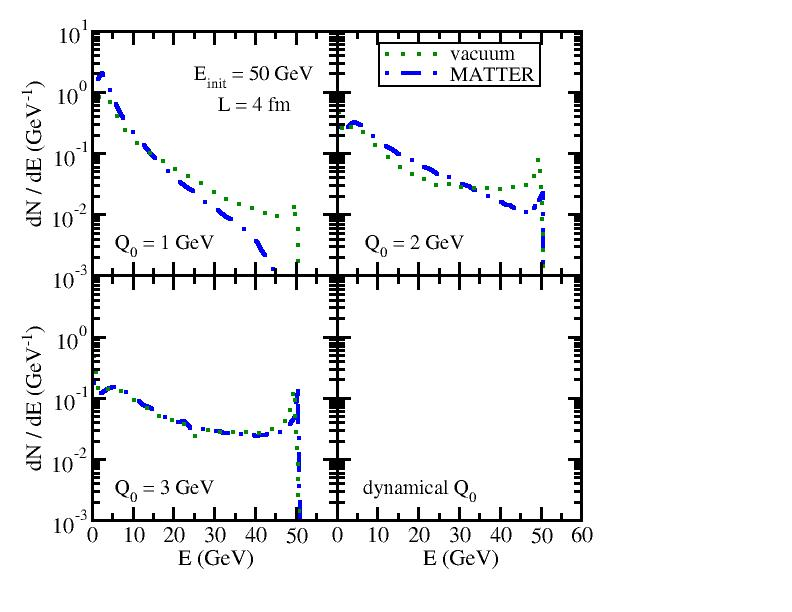 vacuum
MATTER
E_init = 50 GeV
L = 4 fm
dN / dE (GeV^-1)
10^1
10^0
10^-1
10^-2
10^-3
Q_0 = 1 GeV
Q_0 = 2 GeV
dN / dE (GeV^-1)
10^0
10^-1
10^-2
10^-3
Q_0 = 3 GeV
dynamical Q_0
0 10 20 30 40 50 0 10 20 30 40 50 60
E (GeV) E (GeV)